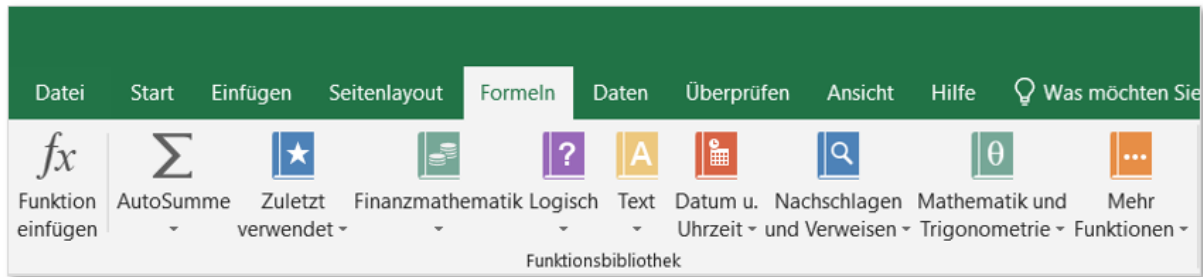 Datei Start Einfügen Seitenlayout Formeln Daten Überprüfen Ansicht Hilfe Was möchten Sie
fx Σ ? A θ
Funktion AutoSumme Zuletzt Finanzmathematik Logisch Text Datum u. Nachschlagen Mathematik und Mehr
einfügen verwendet Uhrzeit und Verweisen Trigonometrie Funktionen
Funktionsbibliothek